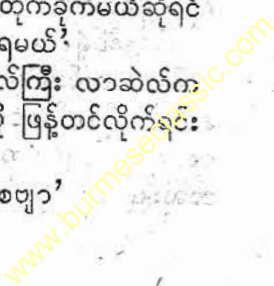 တိုက်ခိုက်မယ်ဆိုရင်
ရမယ်'
လ်ကြီး လာဆဲလ်က
ဖြန့်တင်လိုက်ရင်း
စဗျာ'
www.burmeseclassic.com